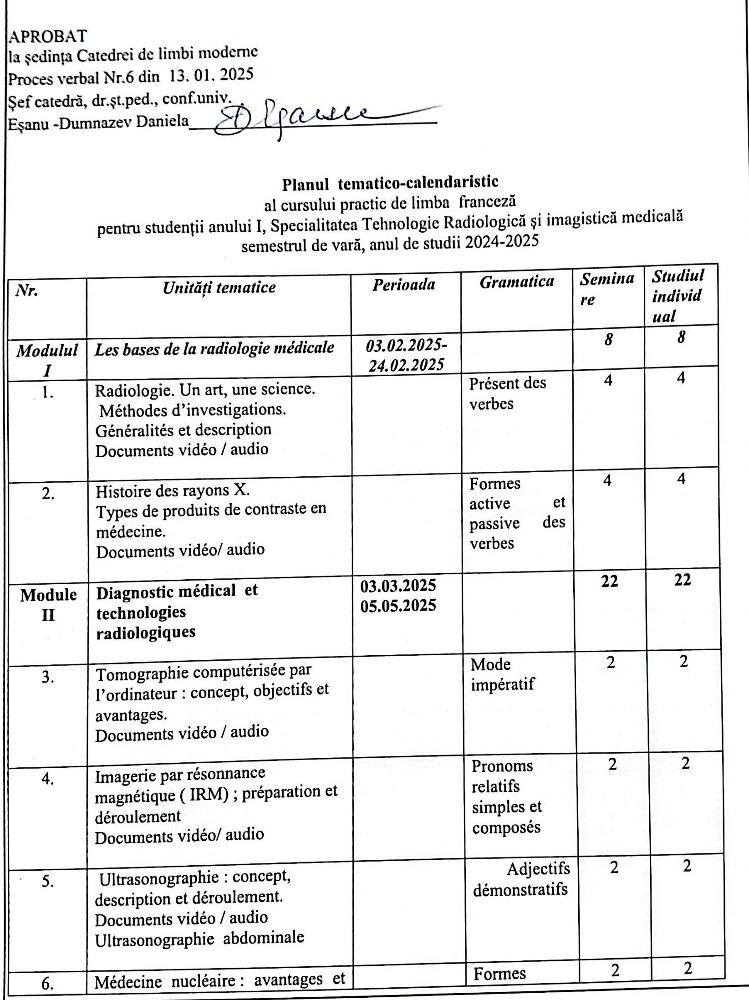 APROBAT
la ședința Catedrei de limbi moderne
Proces verbal Nr.6 din 13. 01. 2025
Șef catedră, dr.șt.ped., conf.univ.
Eșanu -Dumnazev Daniela
Planul tematico-calendaristic
al cursului practic de limba franceză
pentru studenții anului I, Specialitatea Tehnologie Radiologică și imagistică medicală
semestrul de vară, anul de studii 2024-2025
Nr. Unități tematice Perioada Gramatica Semina Studiul
re individ
ual
Modulul Les bases de la radiologie médicale 03.02.2025- 8 8
I 24.02.2025
1. Radiologie. Un art, une science. Présent des 4 4
Méthodes d’investigations. verbes
Généralités et description
Documents vidéo / audio
2. Histoire des rayons X. Formes 4 4
Types de produits de contraste en active et
médecine. passive des
Documents vidéo/ audio verbes
Module Diagnostic médical et 03.03.2025 22 22
II technologies 05.05.2025
radiologiques
3. Tomographie computérisée par Mode 2 2
l’ordinateur : concept, objectifs et impératif
avantages.
Documents vidéo / audio
4. Imagerie par résonnance Pronoms 2 2
magnétique ( IRM) ; préparation et relatifs
déroulement simples et
Documents vidéo/ audio composés
5. Ultrasonographie : concept, Adjectifs 2 2
description et déroulement. démonstratifs
Documents vidéo / audio
Ultrasonographie abdominale
6. Médecine nucléaire : avantages et Formes 2 2